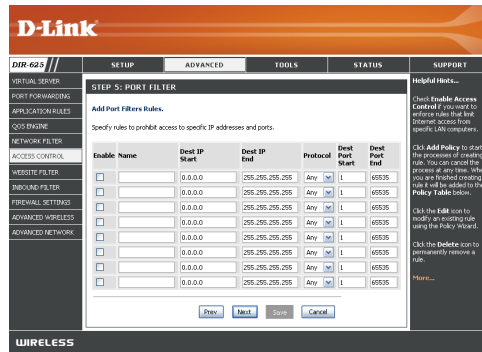 D-Link
DIR-625 SETUP ADVANCED TOOLS STATUS SUPPORT
VIRTUAL SERVER
PORT FORWARDING
APPLICATION RULES
QOS ENGINE
NETWORK FILTER
ACCESS CONTROL
WEBSITE FILTER
INBOUND FILTER
FIREWALL SETTINGS
ADVANCED WIRELESS
ADVANCED NETWORK
STEP 5: PORT FILTER
Add Port Filters Rules.
Specify rules to prohibit access to specific IP addresses and ports.
Enable Name Dest IP Start Dest IP End Protocol Dest Port Start Dest Port End
0.0.0.0 255.255.255.255 Any 1 65535
0.0.0.0 255.255.255.255 Any 1 65535
0.0.0.0 255.255.255.255 Any 1 65535
0.0.0.0 255.255.255.255 Any 1 65535
0.0.0.0 255.255.255.255 Any 1 65535
0.0.0.0 255.255.255.255 Any 1 65535
0.0.0.0 255.255.255.255 Any 1 65535
0.0.0.0 255.255.255.255 Any 1 65535
Prev Next Save Cancel
Helpful Hints...
Check Enable Access
Control if you want to
enforce rules that limit
Internet access from
specific LAN computers.
Click Add Policy to start
the processes of creating
rule. You can cancel the
process at any time. When
you are finished creating
rule it will be added to the
Policy Table below.
Click the Edit icon to
modify an existing rule
using the Policy Wizard.
Click the Delete icon to
permanently remove a
rule.
More...
WIRELESS